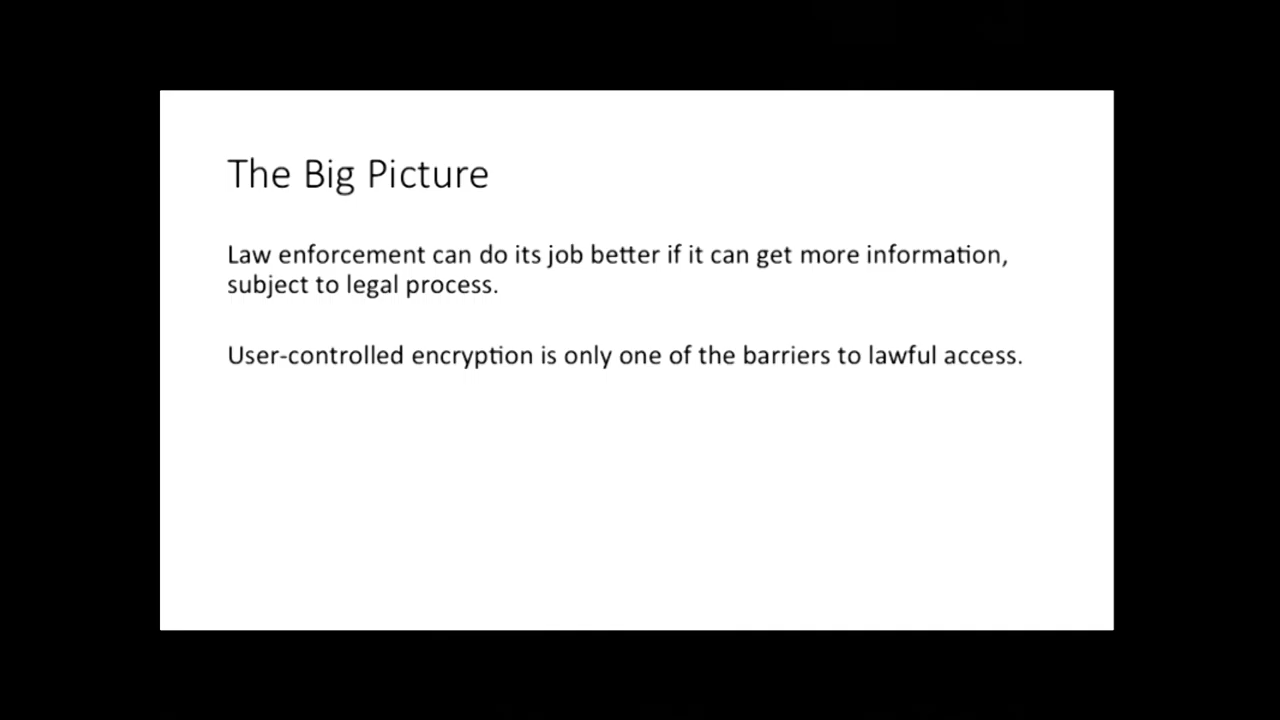 The Big Picture
Law enforcement can do its job better if it can get more information,
subject to legal process.
User-controlled encryption is only one of the barriers to lawful access.